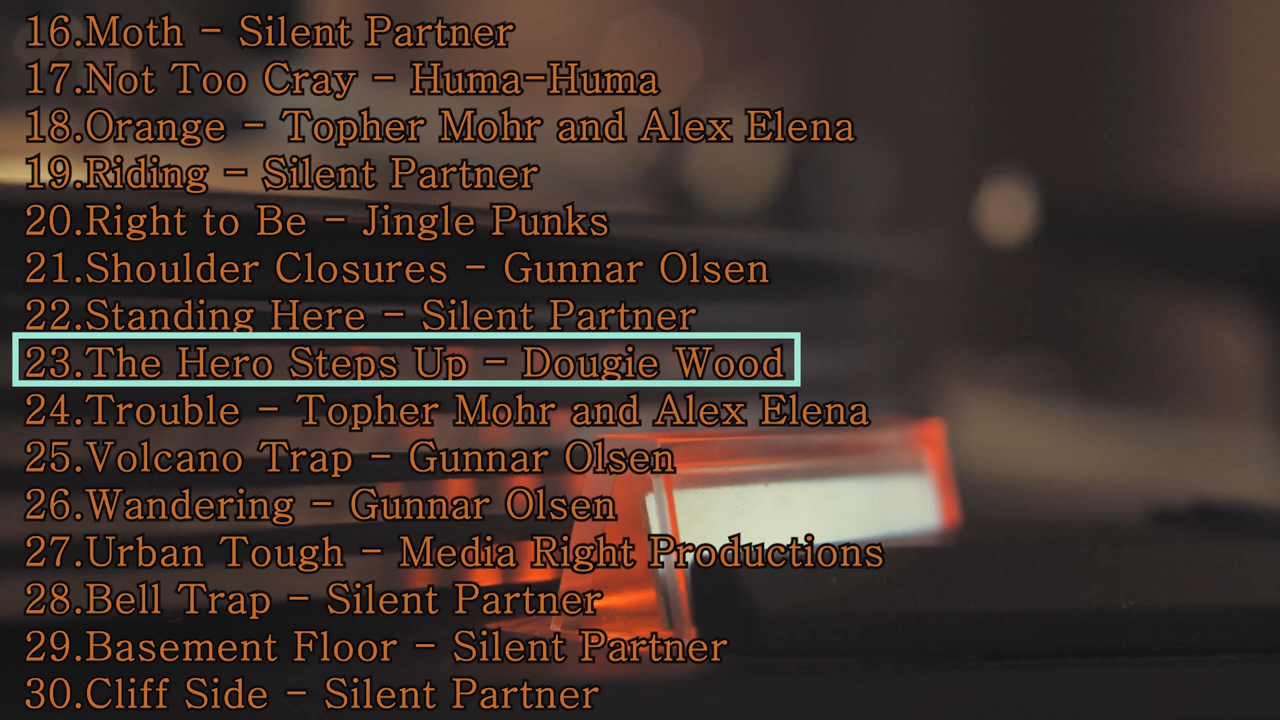 16.Moth - Silent Partner
17.Not Too Cray - Huma-Huma
18.Orange - Topher Mohr and Alex Elena
19.Riding - Silent Partner
20.Right to Be - Jingle Punks
21.Shoulder Closures - Gunnar Olsen
22.Standing Here - Silent Partner
23.The Hero Steps Up - Dougie Wood
24.Trouble - Topher Mohr and Alex Elena
25.Volcano Trap - Gunnar Olsen
26.Wandering - Gunnar Olsen
27.Urban Tough - Media Right Productions
28.Bell Trap - Silent Partner
29.Basement Floor - Silent Partner
30.Cliff Side - Silent Partner